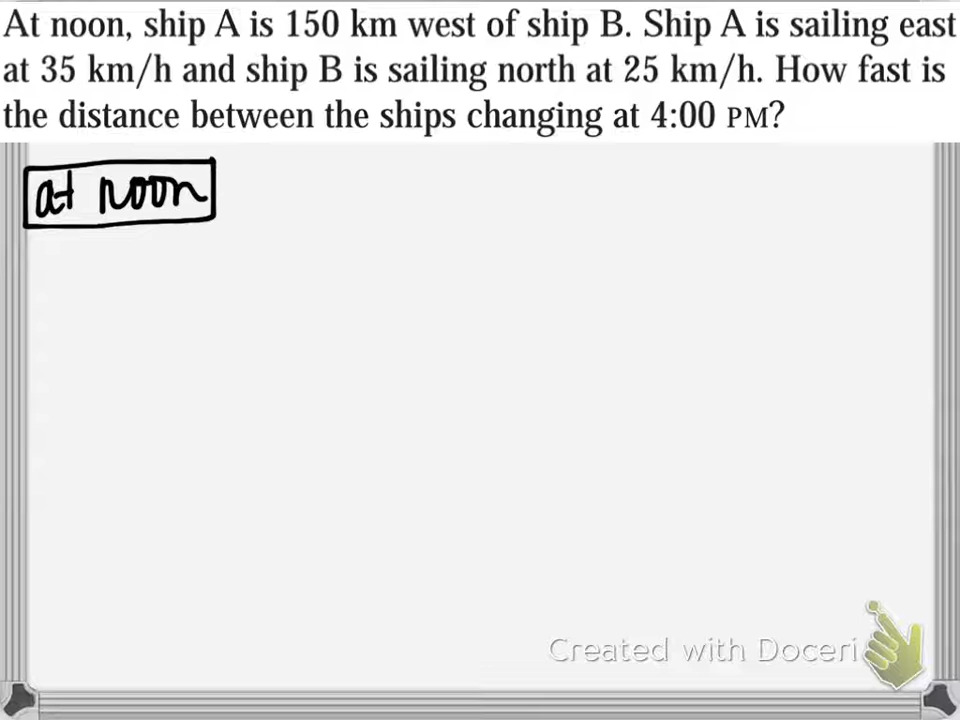 At noon, ship A is 150 km west of ship B. Ship A is sailing east
at 35 km/h and ship B is sailing north at 25 km/h. How fast is
the distance between the ships changing at 4:00 PM?
at noon
Created with Doceri